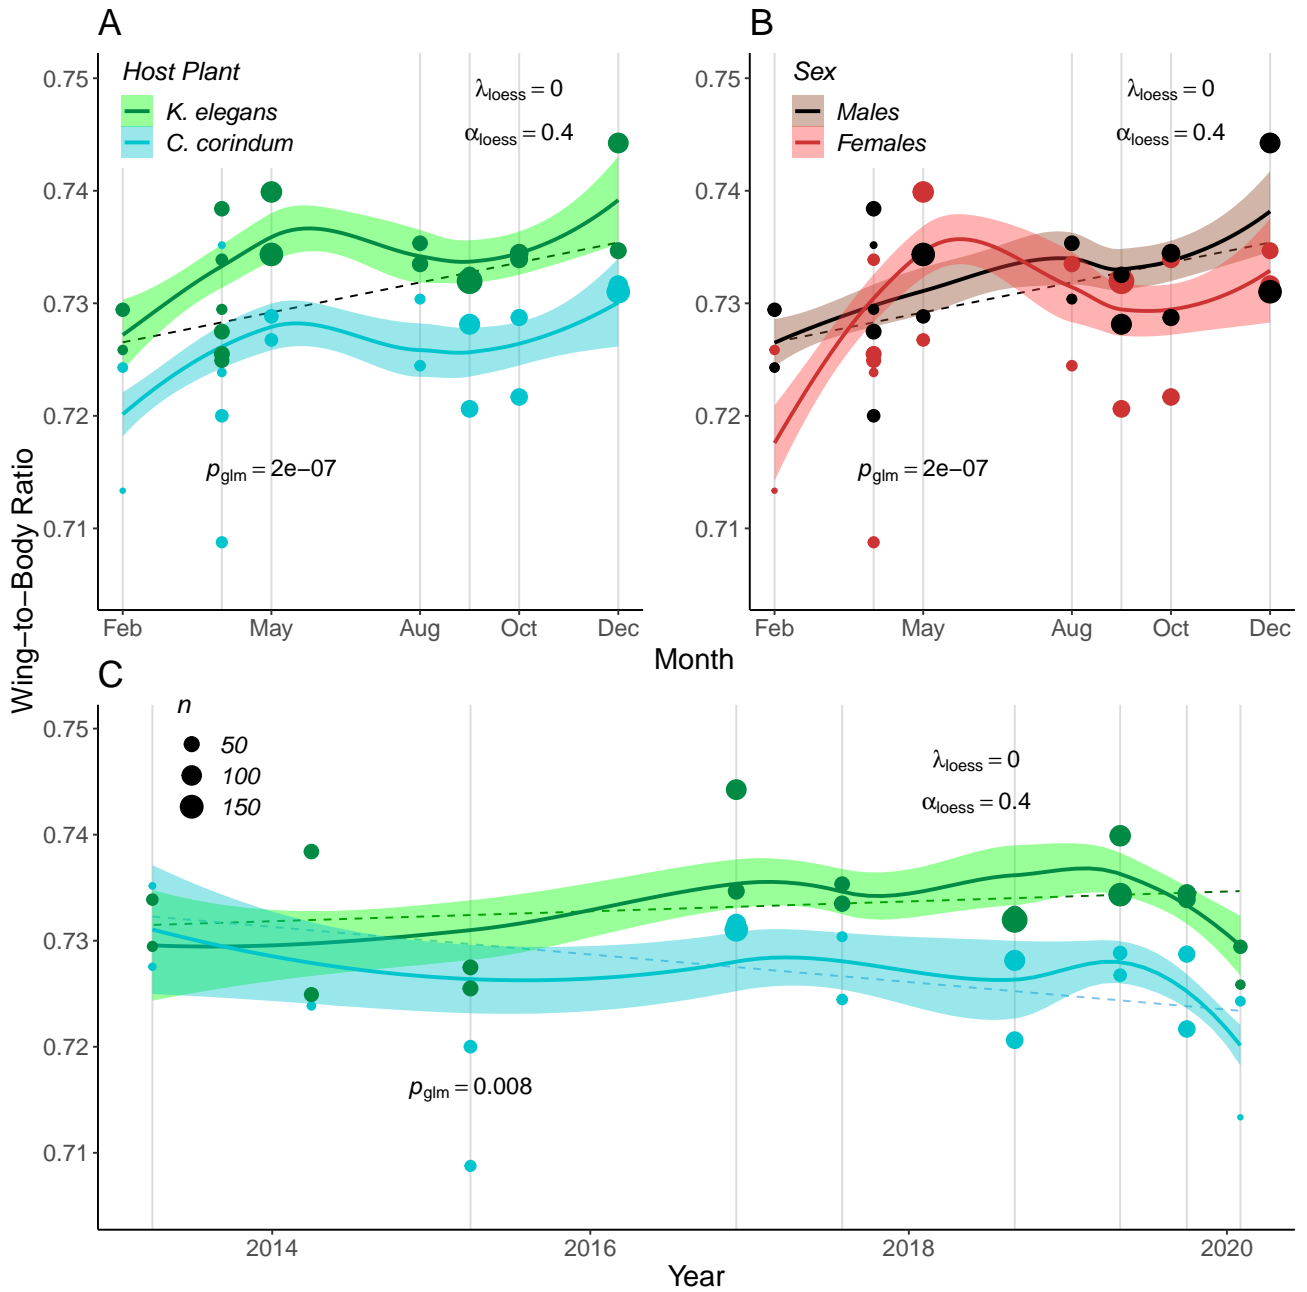 A
Host Plant
K. elegans
C. corindum
λloess = 0
αloess = 0.4
pglm = 2e−07
0.75
0.74
0.73
0.72
0.71
Feb
May
Aug
Oct
Dec
B
Sex
Males
Females
λloess = 0
αloess = 0.4
pglm = 2e−07
0.75
0.74
0.73
0.72
0.71
Feb
May
Aug
Oct
Dec
Month
Wing−to−Body Ratio
C
n
50
100
150
λloess = 0
αloess = 0.4
pglm = 0.008
0.75
0.74
0.73
0.72
0.71
2014
2016
2018
2020
Year